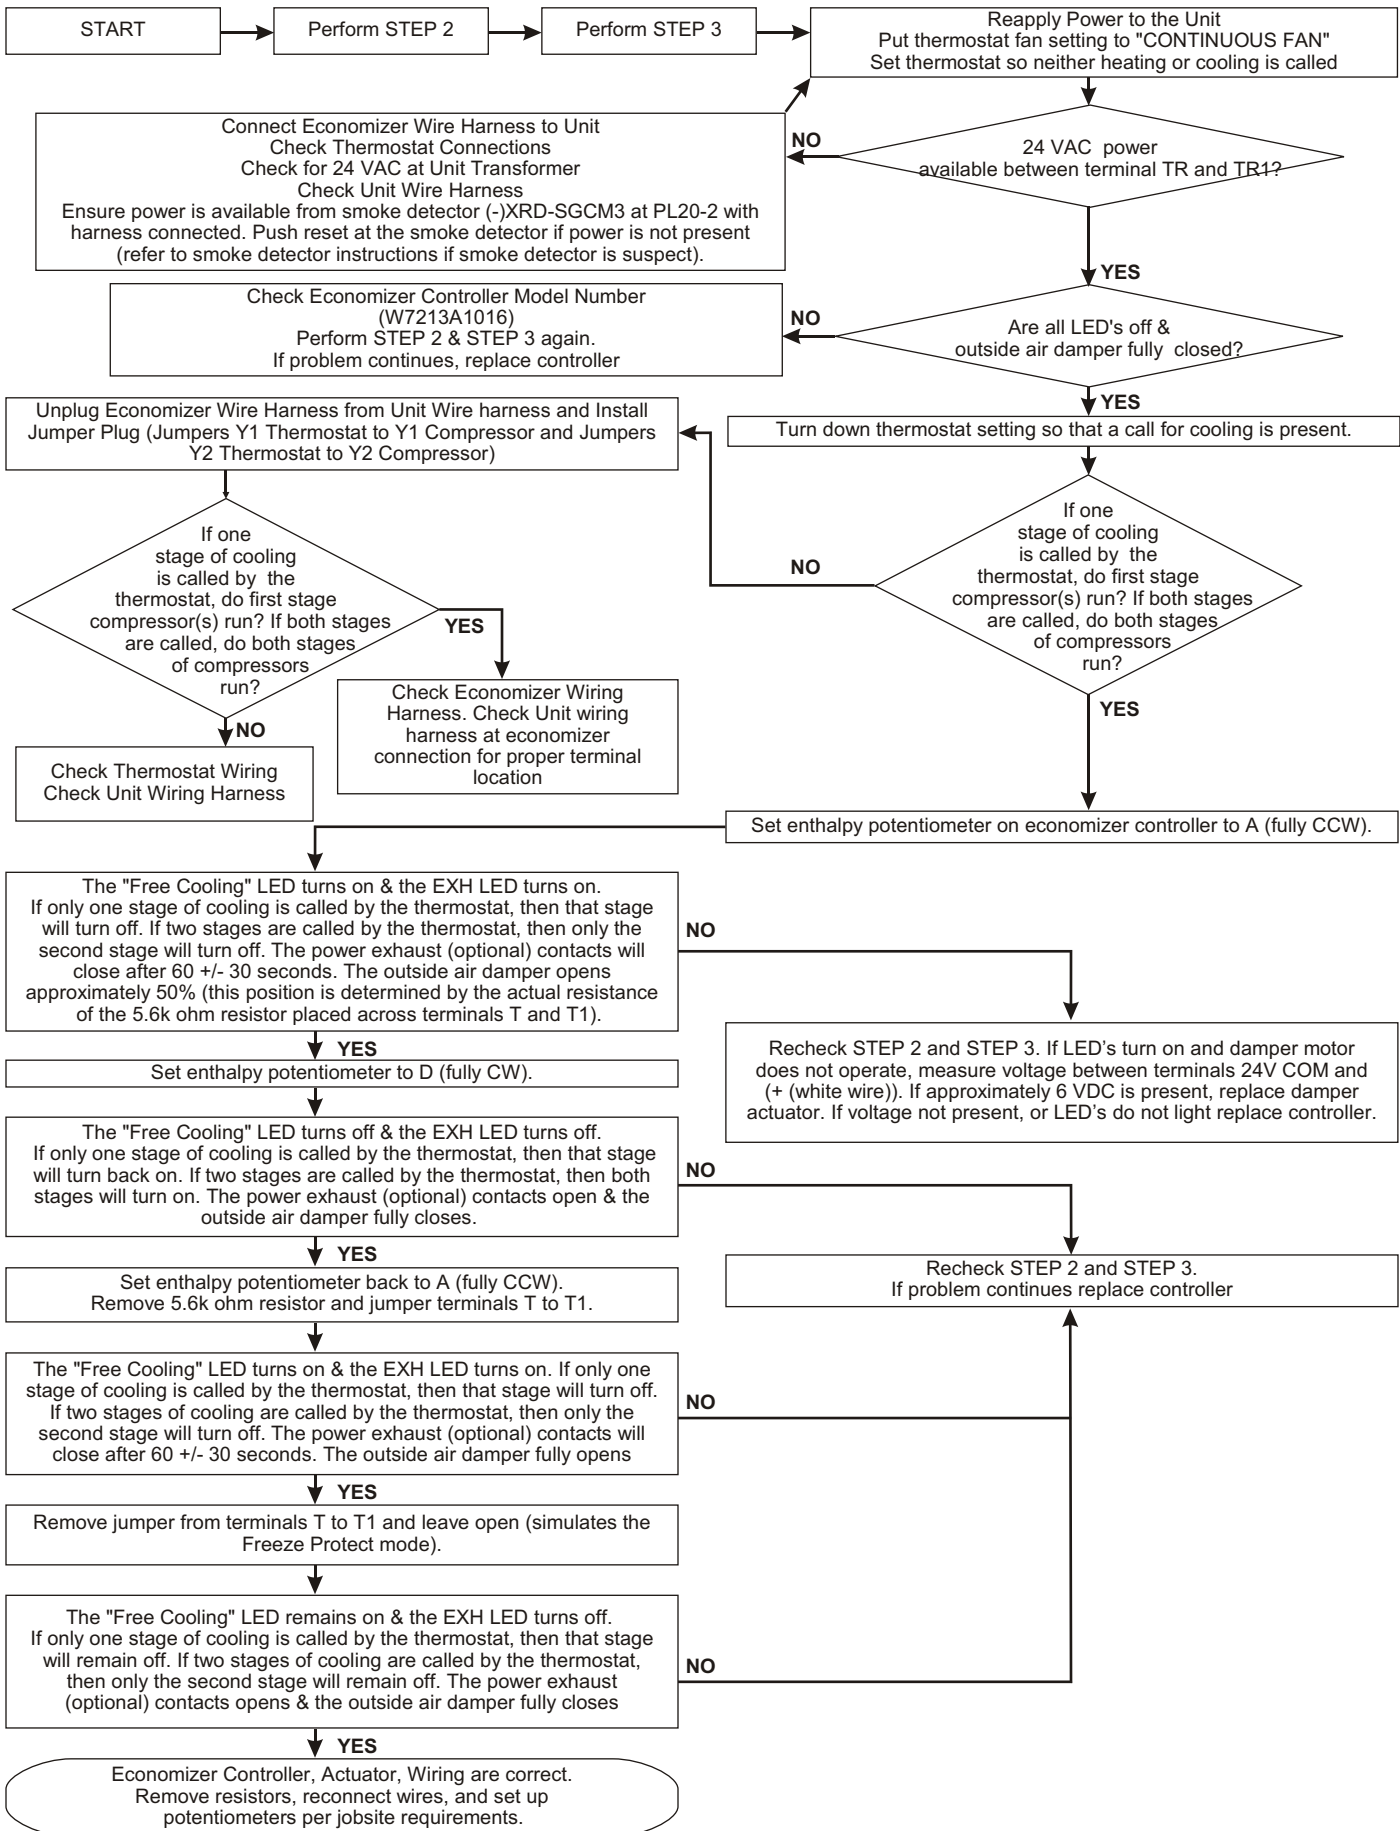 START
Perform STEP 2
Perform STEP 3
Reapply Power to the Unit
Put thermostat fan setting to "CONTINUOUS FAN"
Set thermostat so neither heating or cooling is called
24 VAC power
available between terminal TR and TR1?
NO
Connect Economizer Wire Harness to Unit
Check Thermostat Connections
Check for 24 VAC at Unit Transformer
Check Unit Wire Harness
Ensure power is available from smoke detector (-)XRD-SGCM3 at PL20-2 with
harness connected. Push reset at the smoke detector if power is not present
(refer to smoke detector instructions if smoke detector is suspect).
YES
Are all LED's off &
outside air damper fully closed?
NO
Check Economizer Controller Model Number
(W7213A1016)
Perform STEP 2 & STEP 3 again.
If problem continues, replace controller
YES
Turn down thermostat setting so that a call for cooling is present.
If one
stage of cooling
is called by the
thermostat, do first stage
compressor(s) run? If both stages
are called, do both stages
of compressors
run?
NO
Unplug Economizer Wire Harness from Unit Wire harness and Install
Jumper Plug (Jumpers Y1 Thermostat to Y1 Compressor and Jumpers
Y2 Thermostat to Y2 Compressor)
If one
stage of cooling
is called by the
thermostat, do first stage
compressor(s) run? If both stages
are called, do both stages
of compressors
run?
YES
Check Economizer Wiring
Harness. Check Unit wiring
harness at economizer
connection for proper terminal
location
NO
Check Thermostat Wiring
Check Unit Wiring Harness
YES
Set enthalpy potentiometer on economizer controller to A (fully CCW).
The "Free Cooling" LED turns on & the EXH LED turns on.
If only one stage of cooling is called by the thermostat, then that stage
will turn off. If two stages are called by the thermostat, then only the
second stage will turn off. The power exhaust (optional) contacts will
close after 60 +/- 30 seconds. The outside air damper opens
approximately 50% (this position is determined by the actual resistance
of the 5.6k ohm resistor placed across terminals T and T1).
NO
Recheck STEP 2 and STEP 3. If LED's turn on and damper motor
does not operate, measure voltage between terminals 24V COM and
(+ (white wire)). If approximately 6 VDC is present, replace damper
actuator. If voltage not present, or LED's do not light replace controller.
YES
Set enthalpy potentiometer to D (fully CW).
The "Free Cooling" LED turns off & the EXH LED turns off.
If only one stage of cooling is called by the thermostat, then that stage
will turn back on. If two stages are called by the thermostat, then both
stages will turn on. The power exhaust (optional) contacts open & the
outside air damper fully closes.
NO
Recheck STEP 2 and STEP 3.
If problem continues replace controller
YES
Set enthalpy potentiometer back to A (fully CCW).
Remove 5.6k ohm resistor and jumper terminals T to T1.
The "Free Cooling" LED turns on & the EXH LED turns on. If only one
stage of cooling is called by the thermostat, then that stage will turn off.
If two stages of cooling are called by the thermostat, then only the
second stage will turn off. The power exhaust (optional) contacts will
close after 60 +/- 30 seconds. The outside air damper fully opens
NO
YES
Remove jumper from terminals T to T1 and leave open (simulates the
Freeze Protect mode).
The "Free Cooling" LED remains on & the EXH LED turns off.
If only one stage of cooling is called by the thermostat, then that stage
will remain off. If two stages of cooling are called by the thermostat,
then only the second stage will remain off. The power exhaust
(optional) contacts opens & the outside air damper fully closes
NO
YES
Economizer Controller, Actuator, Wiring are correct.
Remove resistors, reconnect wires, and set up
potentiometers per jobsite requirements.